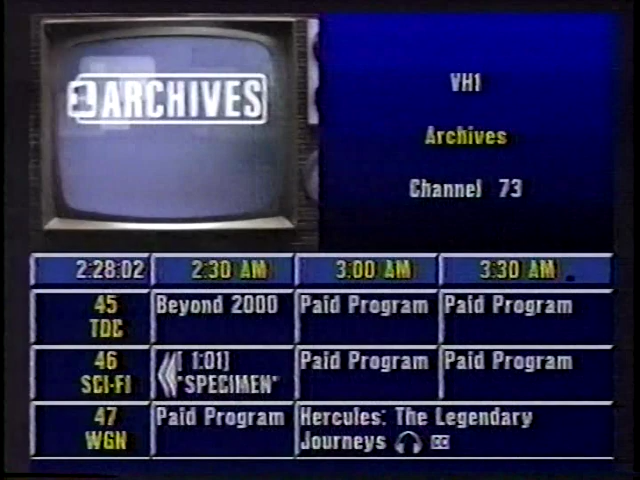 ARCHIVES
VH1
Archives
Channel 73
2:28:02 2:30 AM 3:00 AM 3:30 AM
45 TDC Beyond 2000 Paid Program Paid Program
46 SCI-FI [ 1:01] "SPECIMEN" Paid Program Paid Program
47 WGN Paid Program Hercules: The Legendary Journeys CC